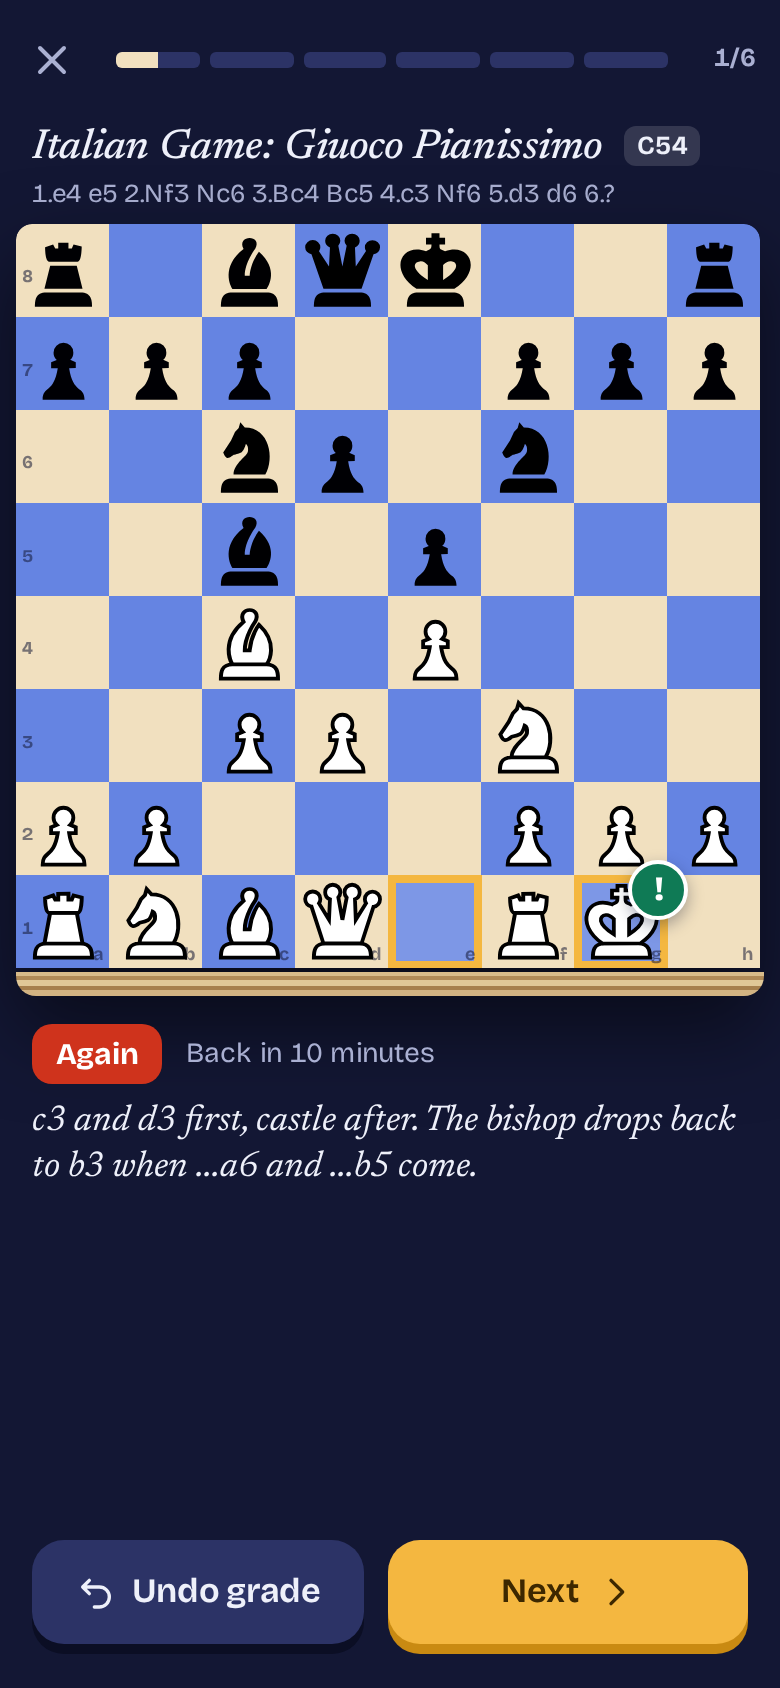 1/6
Italian Game: Giuoco Pianissimo C54
1.e4 e5 2.Nf3 Nc6 3.Bc4 Bc5 4.c3 Nf6 5.d3 d6 6.?
8
7
6
5
4
3
2
1
a b c d e f g h
!
Again Back in 10 minutes
c3 and d3 first, castle after. The bishop drops back
to b3 when ...a6 and ...b5 come.
Undo grade Next